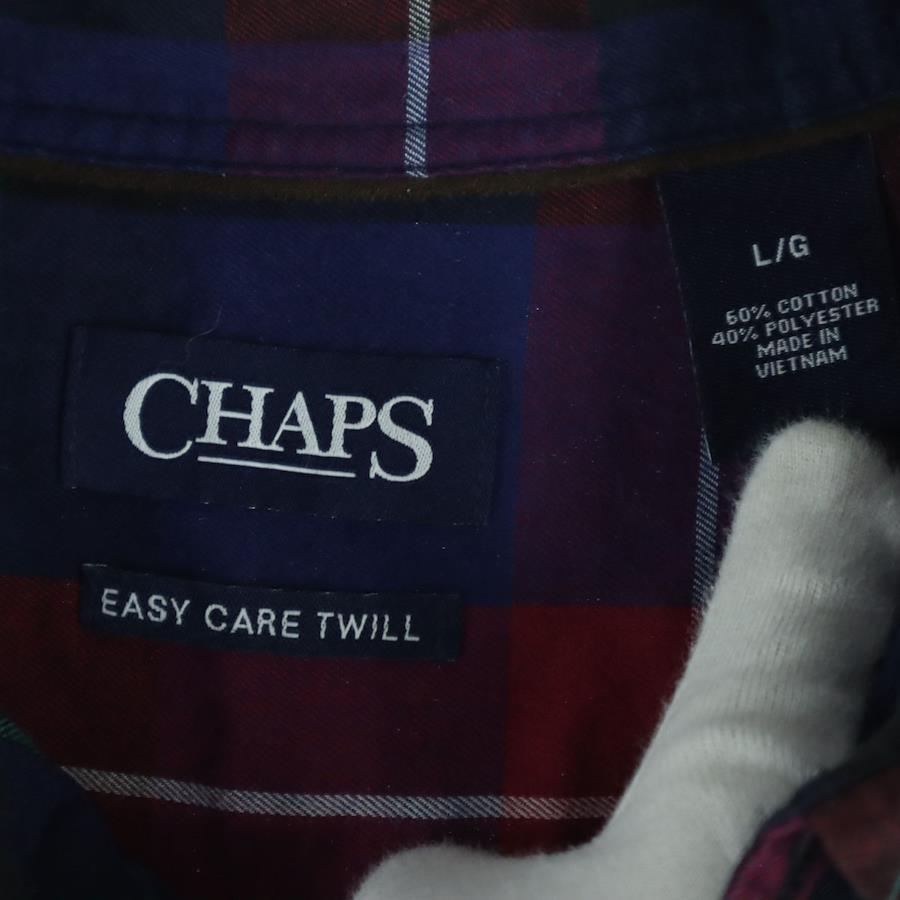 CHAPS
EASY CARE TWILL
L/G
60% COTTON
40% POLYESTER
MADE IN
VIETNAM